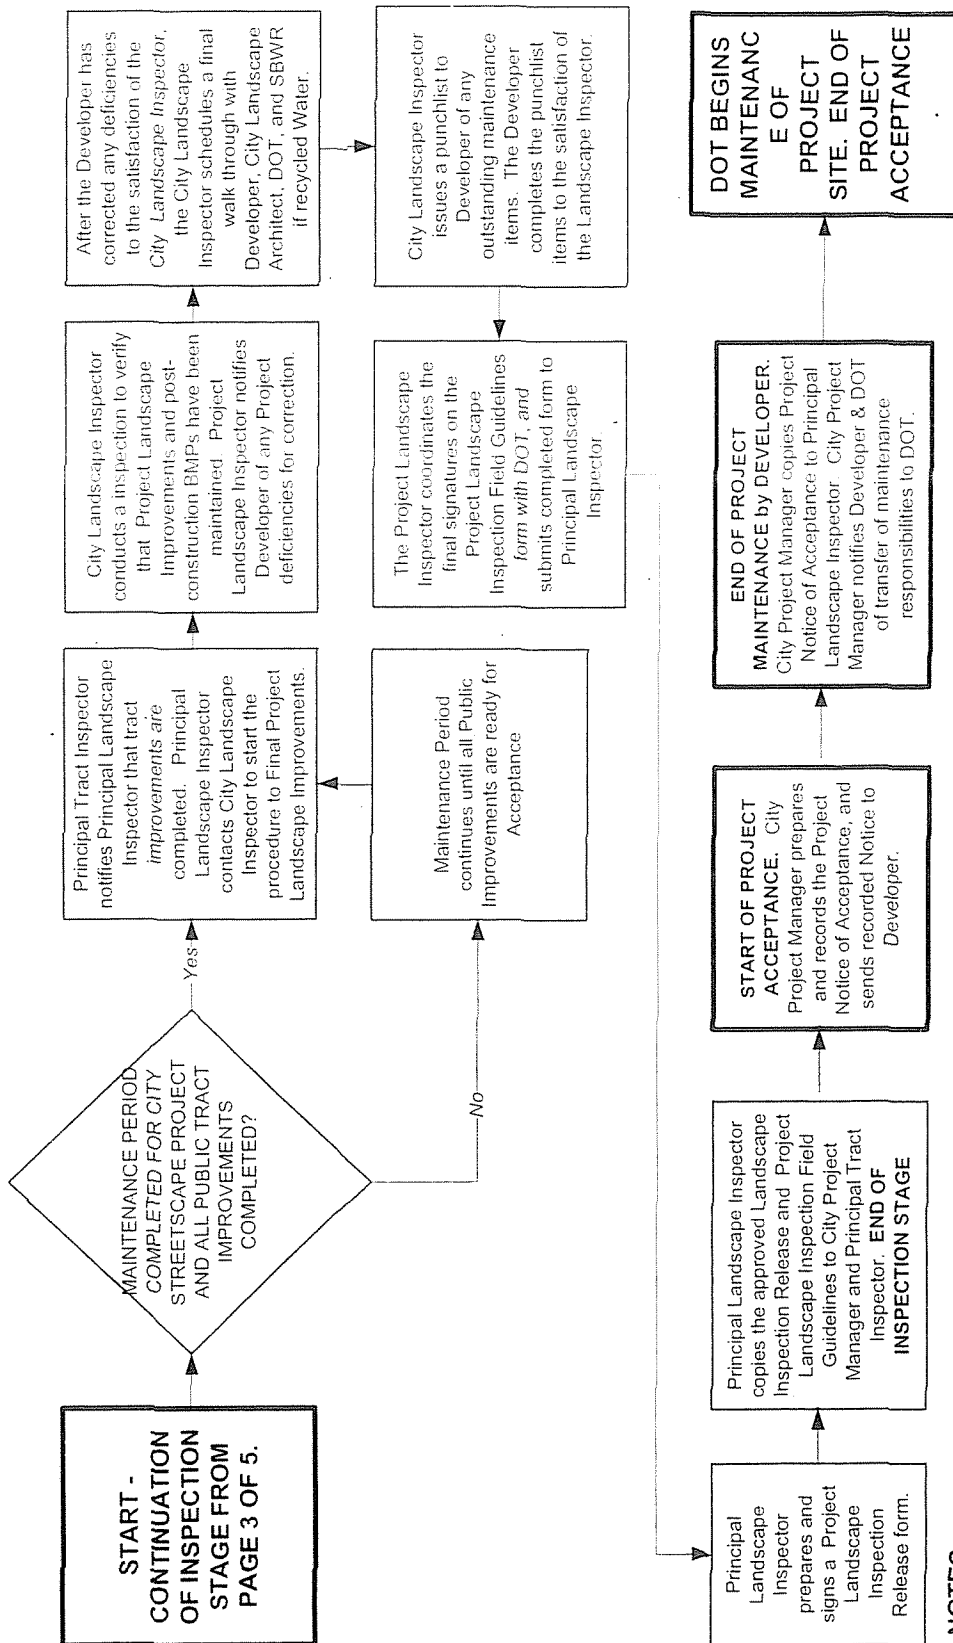 START -
CONTINUATION
OF INSPECTION
STAGE FROM
PAGE 3 OF 5.
MAINTENANCE PERIOD
COMPLETED FOR CITY
STREETSCAPE PROJECT
AND ALL PUBLIC TRACT
IMPROVEMENTS
COMPLETED?
Yes
No
Principal Tract Inspector
notifies Principal Landscape
Inspector that tract
improvements are
completed. Principal
Landscape Inspector
contacts City Landscape
Inspector to start the
procedure to Final Project
Landscape Improvements.
Maintenance Period
continues until all Public
Improvements are ready for
Acceptance
City Landscape Inspector
conducts a inspection to verify
that Project Landscape
Improvements and post-
construction BMPs have been
maintained. Project
Landscape Inspector notifies
Developer of any Project
deficiencies for correction.
After the Developer has
corrected any deficiencies
to the satisfaction of the
City Landscape Inspector,
the City Landscape
Inspector schedules a final
walk through with
Developer, City Landscape
Architect, DOT, and SBWR
if recycled Water.
City Landscape Inspector
issues a punchlist to
Developer of any
outstanding maintenance
items. The Developer
completes the punchlist
items to the satisfaction of
the Landscape Inspector.
The Project Landscape
Inspector coordinates the
final signatures on the
Project Landscape
Inspection Field Guidelines
form with DOT, and
submits completed form to
Principal Landscape
Inspector.
Principal
Landscape
Inspector
prepares and
signs a Project
Landscape
Inspection
Release form.
Principal Landscape Inspector
copies the approved Landscape
Inspection Release and Project
Landscape Inspection Field
Guidelines to City Project
Manager and Principal Tract
Inspector. END OF
INSPECTION STAGE
START OF PROJECT
ACCEPTANCE. City
Project Manager prepares
and records the Project
Notice of Acceptance, and
sends recorded Notice to
Developer.
END OF PROJECT
MAINTENANCE by DEVELOPER.
City Project Manager copies Project
Notice of Acceptance to Principal
Landscape Inspector. City Project
Manager notifies Developer & DOT
of transfer of maintenance
responsibilities to DOT.
DOT BEGINS
MAINTENANC
E OF
PROJECT
SITE. END OF
PROJECT
ACCEPTANCE